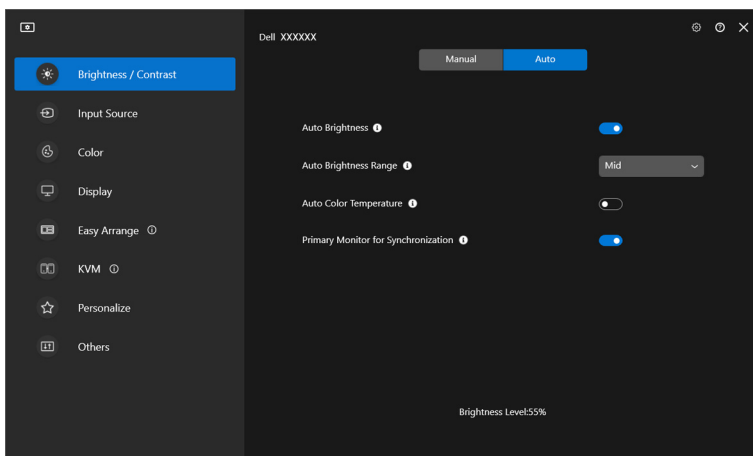 Dell XXXXXX
Manual Auto
Brightness / Contrast
Input Source
Color
Display
Easy Arrange
KVM
Personalize
Others
Auto Brightness
Auto Brightness Range Mid
Auto Color Temperature
Primary Monitor for Synchronization
Brightness Level:55%